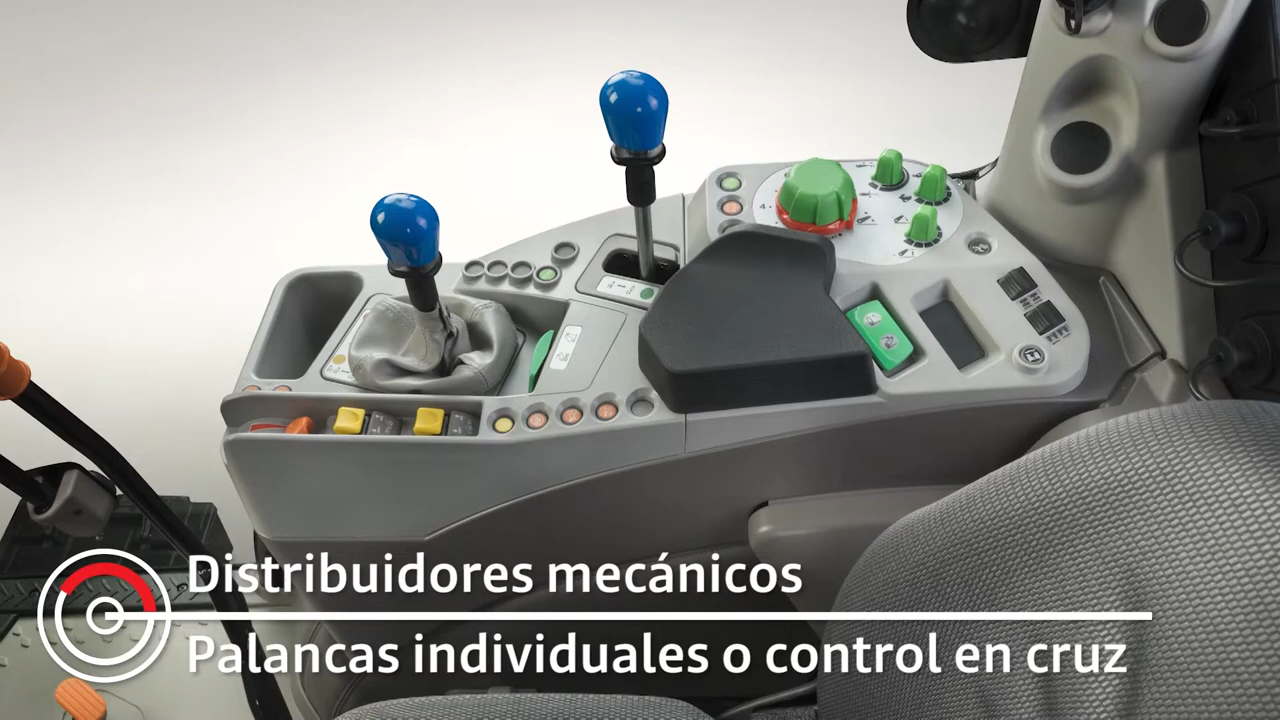 Distribuidores mecánicos
Palancas individuales o control en cruz